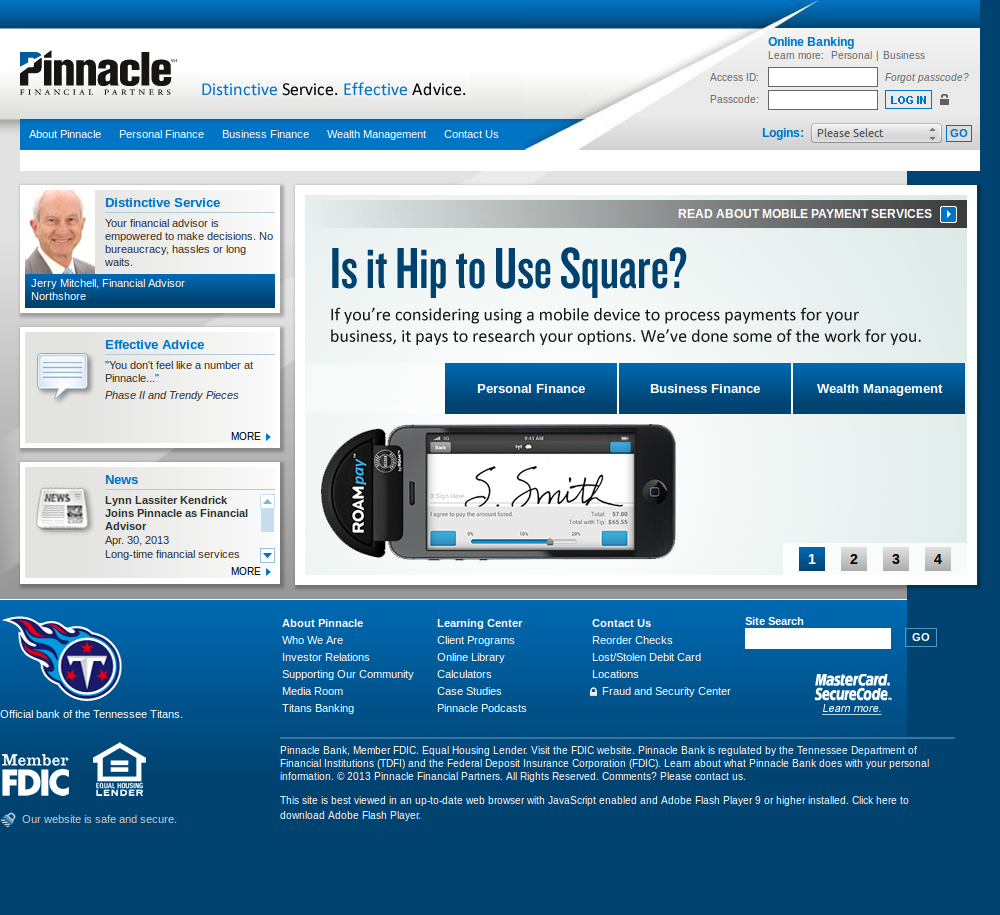 Online Banking
Learn more: Personal | Business
Pinnacle SM
FINANCIAL PARTNERS
Distinctive Service. Effective Advice.
Access ID: Forgot passcode?
Passcode: LOG IN
About Pinnacle Personal Finance Business Finance Wealth Management Contact Us
Logins: Please Select GO
Distinctive Service
Your financial advisor is
empowered to make decisions. No
bureaucracy, hassles or long
waits.
Jerry Mitchell, Financial Advisor
Northshore
Effective Advice
"You don't feel like a number at
Pinnacle..."
Phase II and Trendy Pieces
MORE
News
NEWS
Lynn Lassiter Kendrick
Joins Pinnacle as Financial
Advisor
Apr. 30, 2013
Long-time financial services
MORE
READ ABOUT MOBILE PAYMENT SERVICES
Is it Hip to Use Square?
If you're considering using a mobile device to process payments for your
business, it pays to research your options. We've done some of the work for you.
Personal Finance Business Finance Wealth Management
ROAMpay™
by ROAM™
3G 9:41 AM
Back
S. Smith
X Sign Here
I agree to pay the amount listed. Total: $7.00
Total with Tip: $65.55
0% 10% 20%
1 2 3 4
T
Official bank of the Tennessee Titans.
Member
FDIC
EQUAL HOUSING
LENDER
Our website is safe and secure.
About Pinnacle
Who We Are
Investor Relations
Supporting Our Community
Media Room
Titans Banking
Learning Center
Client Programs
Online Library
Calculators
Case Studies
Pinnacle Podcasts
Contact Us
Reorder Checks
Lost/Stolen Debit Card
Locations
Fraud and Security Center
Site Search
GO
MasterCard.
SecureCode.
Learn more.
Pinnacle Bank, Member FDIC. Equal Housing Lender. Visit the FDIC website. Pinnacle Bank is regulated by the Tennessee Department of
Financial Institutions (TDFI) and the Federal Deposit Insurance Corporation (FDIC). Learn about what Pinnacle Bank does with your personal
information. © 2013 Pinnacle Financial Partners. All Rights Reserved. Comments? Please contact us.
This site is best viewed in an up-to-date web browser with JavaScript enabled and Adobe Flash Player 9 or higher installed. Click here to
download Adobe Flash Player.